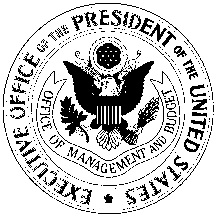 EXECUTIVE OFFICE OF THE PRESIDENT OF THE UNITED STATES
OFFICE OF MANAGEMENT AND BUDGET